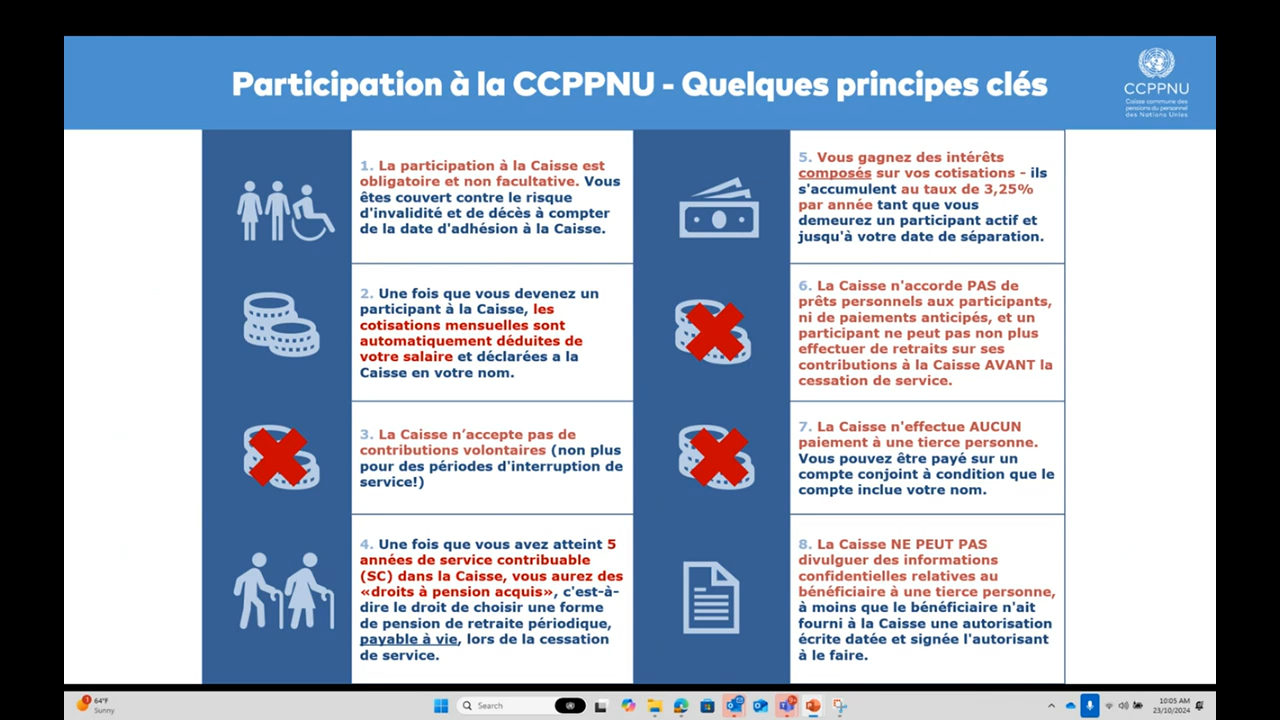 Participation à la CCPPNU - Quelques principes clés
CCPPNU
Caisse commune des
pensions du personnel
des Nations Unies
1. La participation à la Caisse est
obligatoire et non facultative. Vous
êtes couvert contre le risque
d'invalidité et de décès à compter
de la date d'adhésion à la Caisse.
2. Une fois que vous devenez un
participant à la Caisse, les
cotisations mensuelles sont
automatiquement déduites de
votre salaire et déclarées a la
Caisse en votre nom.
3. La Caisse n’accepte pas de
contributions volontaires (non plus
pour des périodes d'interruption de
service!)
4. Une fois que vous avez atteint 5
années de service contribuable
(SC) dans la Caisse, vous aurez des
«droits à pension acquis», c'est-à-
dire le droit de choisir une forme
de pension de retraite périodique,
payable à vie, lors de la cessation
de service.
5. Vous gagnez des intérêts
composés sur vos cotisations - ils
s'accumulent au taux de 3,25%
par année tant que vous
demeurez un participant actif et
jusqu'à votre date de séparation.
6. La Caisse n'accorde PAS de
prêts personnels aux participants,
ni de paiements anticipés, et un
participant ne peut pas non plus
effectuer de retraits sur ses
contributions à la Caisse AVANT la
cessation de service.
7. La Caisse n'effectue AUCUN
paiement à une tierce personne.
Vous pouvez être payé sur un
compte conjoint à condition que le
compte inclue votre nom.
8. La Caisse NE PEUT PAS
divulguer des informations
confidentielles relatives au
bénéficiaire à une tierce personne,
à moins que le bénéficiaire n'ait
fourni à la Caisse une autorisation
écrite datée et signée l'autorisant
à le faire.
64°F
Sunny
Search
10:05 AM
23/10/2024